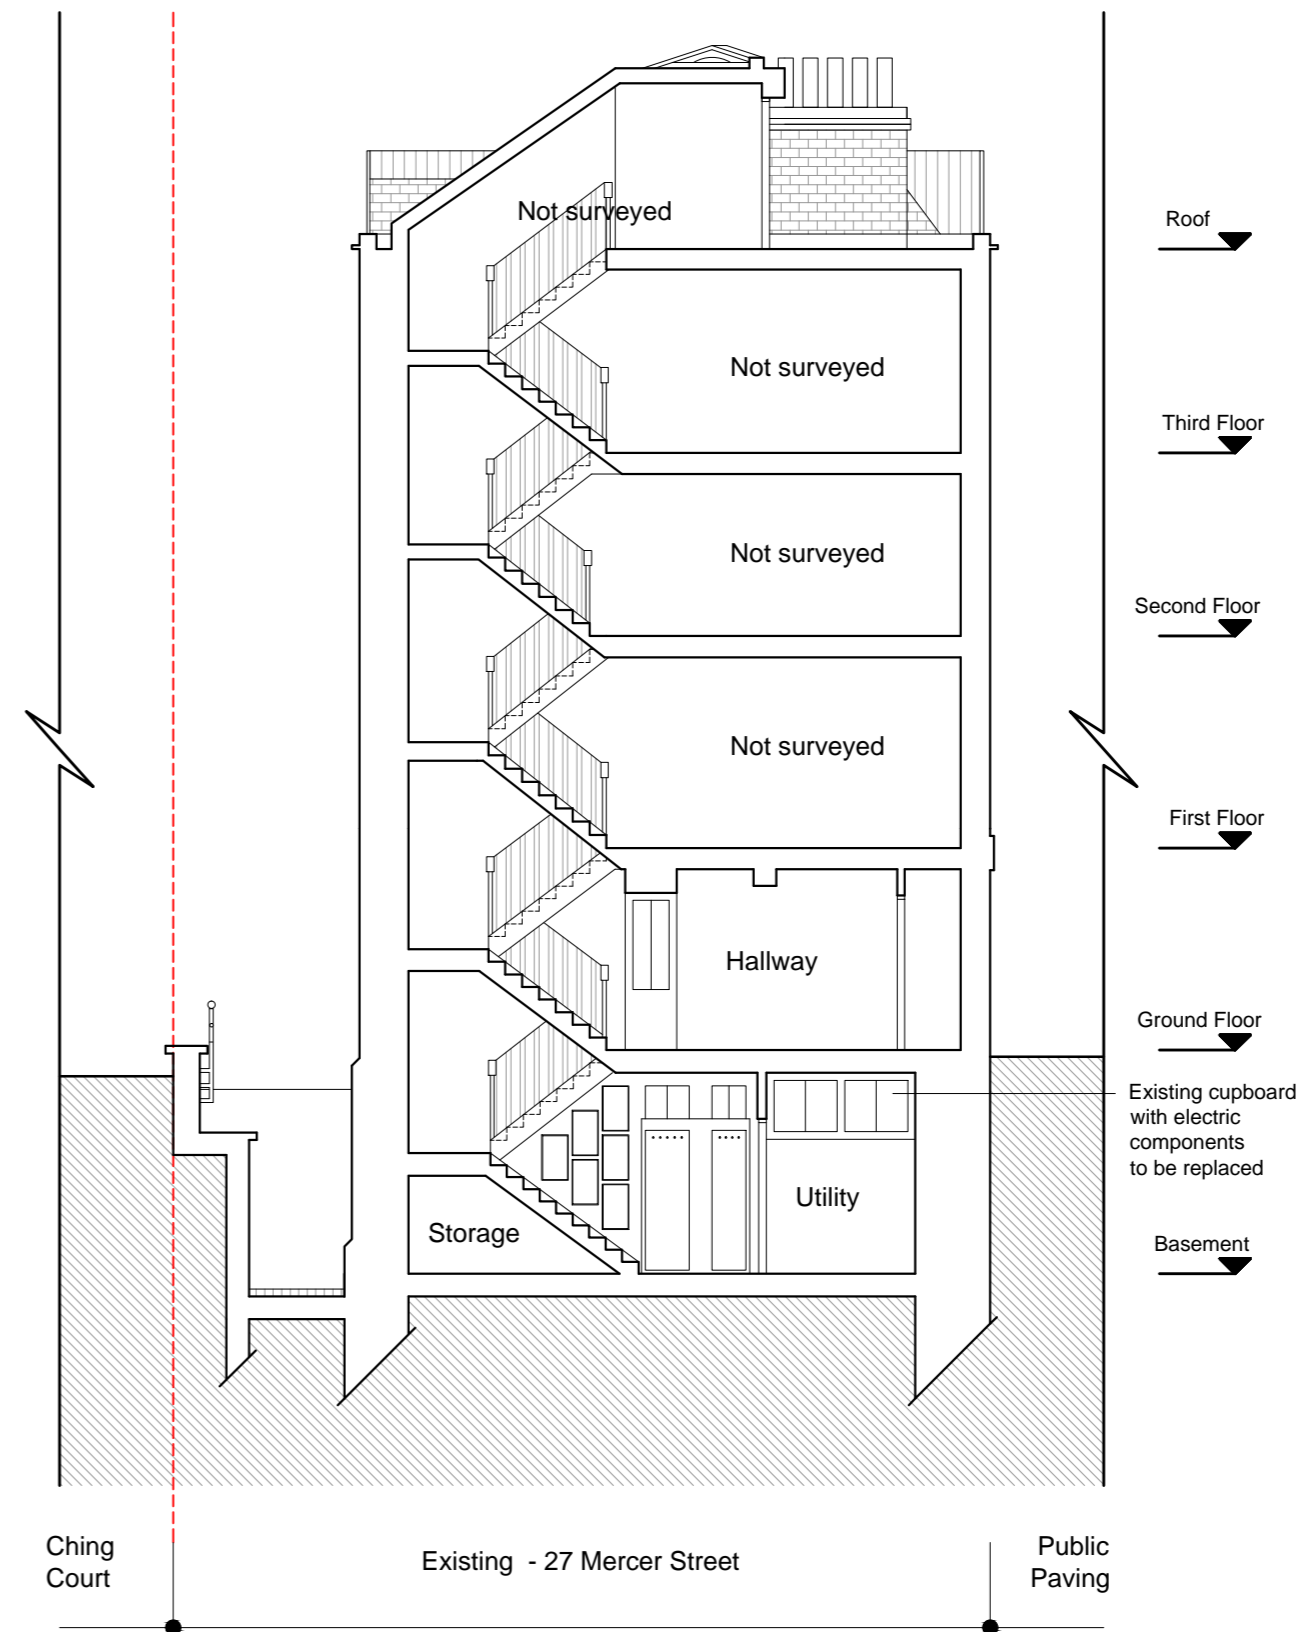 Not surveyed
Roof
Not surveyed
Third Floor
Not surveyed
Second Floor
Not surveyed
First Floor
Hallway
Ground Floor
Existing cupboard
with electric
components
to be replaced
Utility
Storage
Basement
Ching
Court
Existing - 27 Mercer Street
Public
Paving